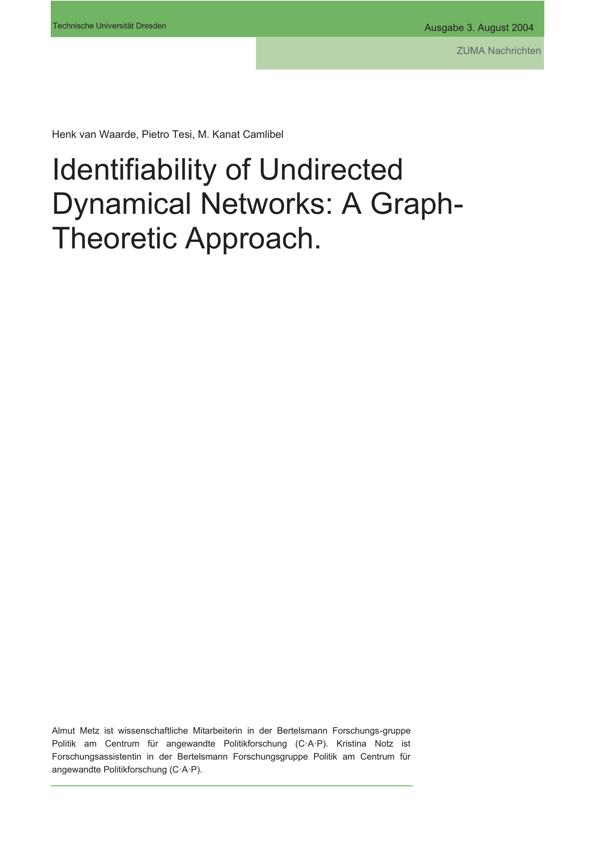 Technische Universität Dresden
Ausgabe 3. August 2004
ZUMA Nachrichten
Henk van Waarde, Pietro Tesi, M. Kanat Camlibel
Identifiability of Undirected
Dynamical Networks: A Graph-
Theoretic Approach.
Almut Metz ist wissenschaftliche Mitarbeiterin in der Bertelsmann Forschungs-gruppe
Politik am Centrum für angewandte Politikforschung (C·A·P). Kristina Notz ist
Forschungsassistentin in der Bertelsmann Forschungsgruppe Politik am Centrum für
angewandte Politikforschung (C·A·P).